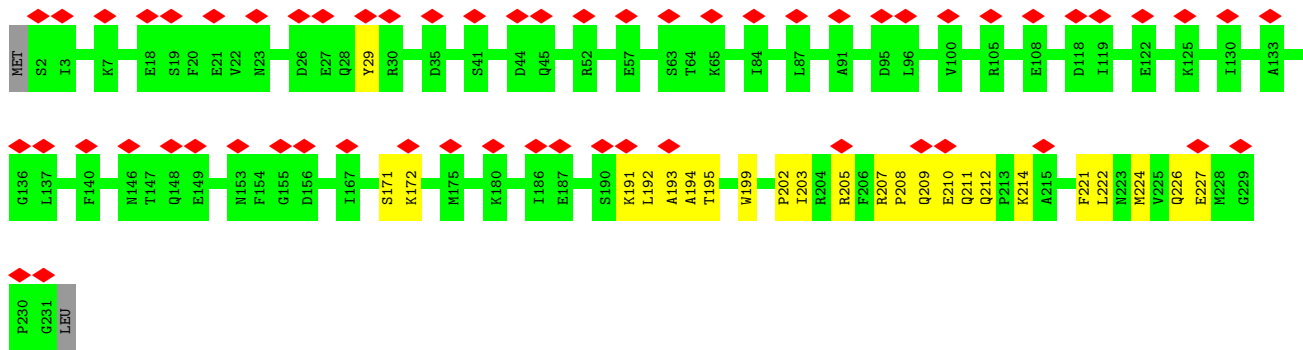 MET S2 I3 K7 E18 S19 F20 E21 V22 N23 D26 E27 Q28 Y29 R30 D35 S41 D44 Q45 R52 E57 S63 T64 K65 I84 L87 A91 D95 L96 V100 R105 E108 D118 I119 E122 K125 I130 A133
G136 L137 F140 N146 T147 Q148 E149 N153 F154 G155 D156 I167 S171 K172 M175 K180 I186 E187 S190 K191 L192 A193 A194 T195 W199 P202 I203 R204 R205 F206 R207 P208 Q209 E210 Q211 Q212 P213 K214 A215 F221 L222 N223 M224 V225 Q226 E227 M228 G229
P230 G231 LEU